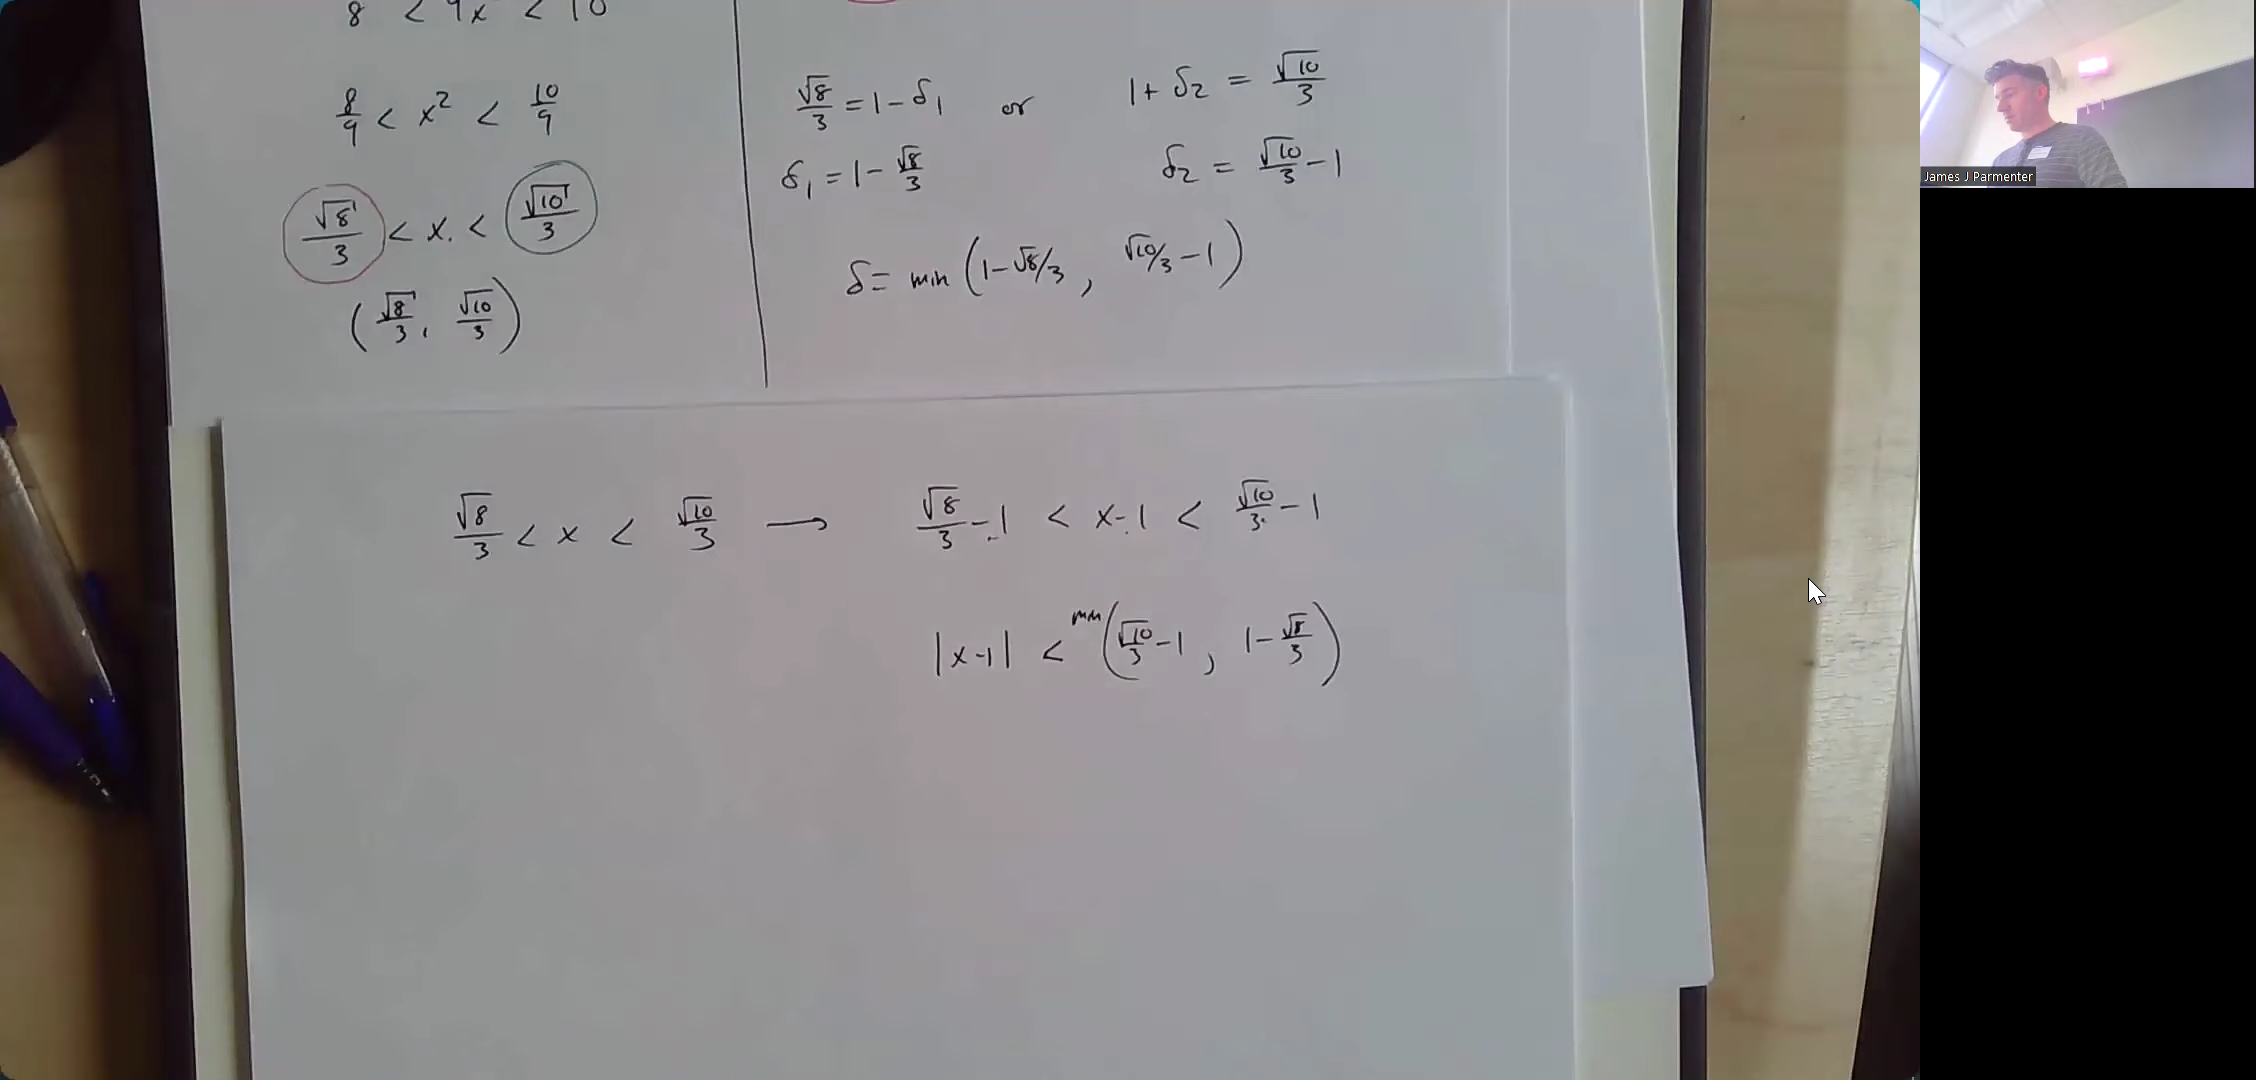 8 < 9x < 10
8/9 < x² < 10/9
√8/3 < x < √10/3
(√8/3, √10/3)
√8/3 = 1 - δ₁ or 1 + δ₂ = √10/3
δ₁ = 1 - √8/3 δ₂ = √10/3 - 1
δ = min (1 - √8/3, √10/3 - 1)
√8/3 < x < √10/3 → √8/3 - 1 < x - 1 < √10/3 - 1
|x - 1| < min (√10/3 - 1, 1 - √8/3)
James J Parmenter